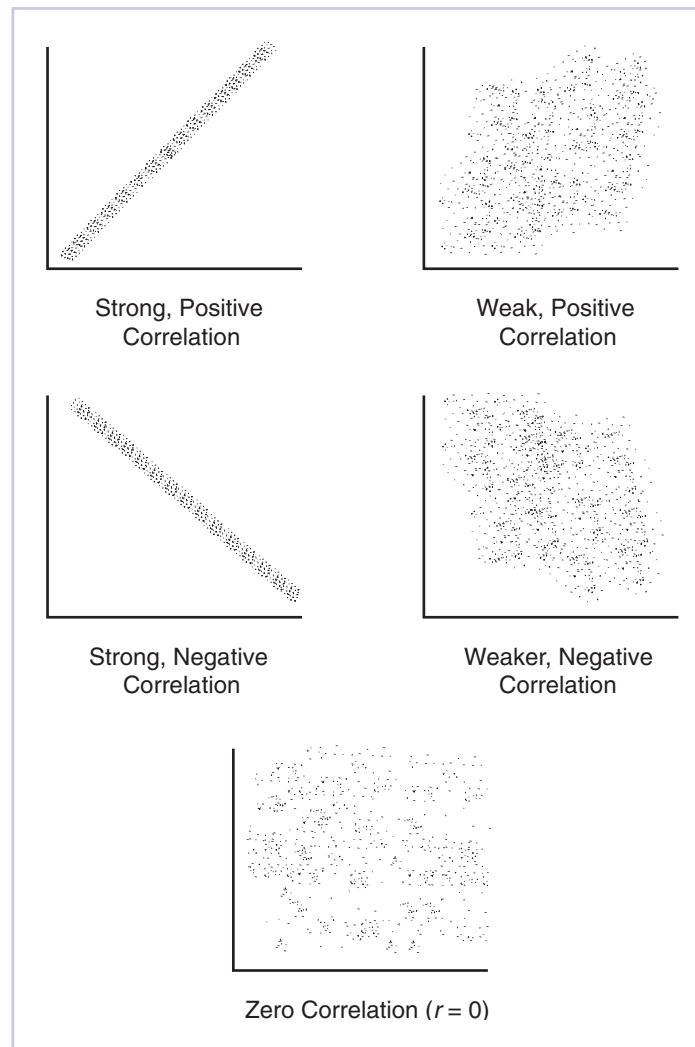 Strong, Positive
Correlation
Weak, Positive
Correlation
Strong, Negative
Correlation
Weaker, Negative
Correlation
Zero Correlation (r = 0)